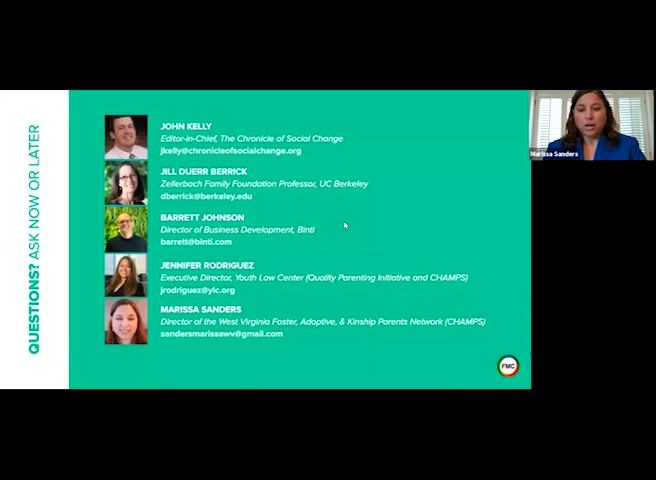 QUESTIONS? ASK NOW OR LATER
JOHN KELLY
Editor-in-Chief, The Chronicle of Social Change
jkelly@chronicleofsocialchange.org
JILL DUERR BERRICK
Zellerbach Family Foundation Professor, UC Berkeley
dberrick@berkeley.edu
BARRETT JOHNSON
Director of Business Development, Binti
barrett@binti.com
JENNIFER RODRIGUEZ
Executive Director, Youth Law Center (Quality Parenting Initiative and CHAMPS)
jrodriguez@ylc.org
MARISSA SANDERS
Director of the West Virginia Foster, Adoptive, & Kinship Parents Network (CHAMPS)
sandersmarissawv@gmail.com
FMC
Marissa Sanders